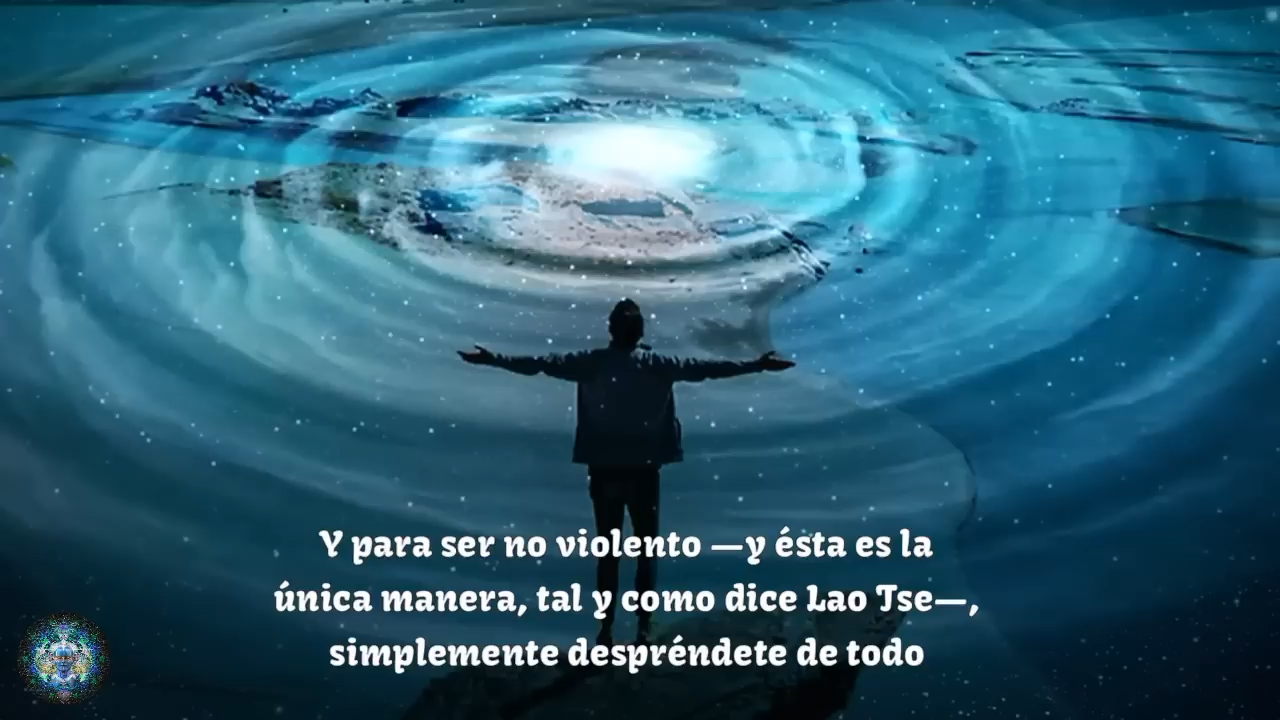 Y para ser no violento —y ésta es la
única manera, tal y como dice Lao Tse—,
simplemente despréndete de todo